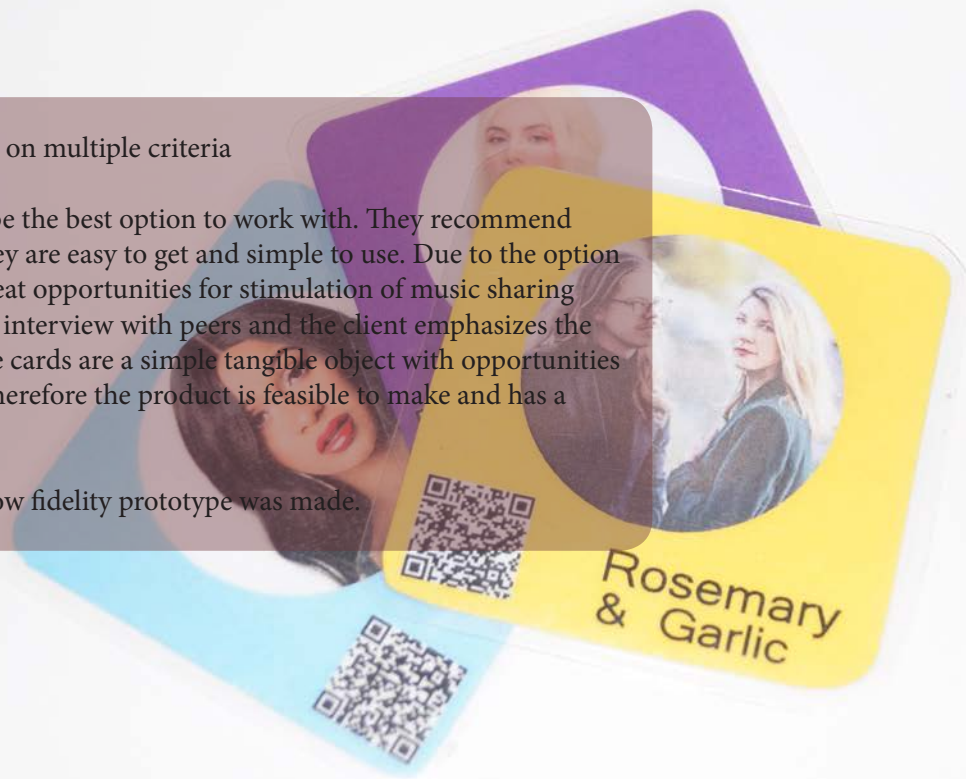 on multiple criteria
be the best option to work with. They recommend
ey are easy to get and simple to use. Due to the option
eat opportunities for stimulation of music sharing
interview with peers and the client emphasizes the
e cards are a simple tangible object with opportunities
herefore the product is feasible to make and has a
ow fidelity prototype was made.
Rosemary
& Garlic